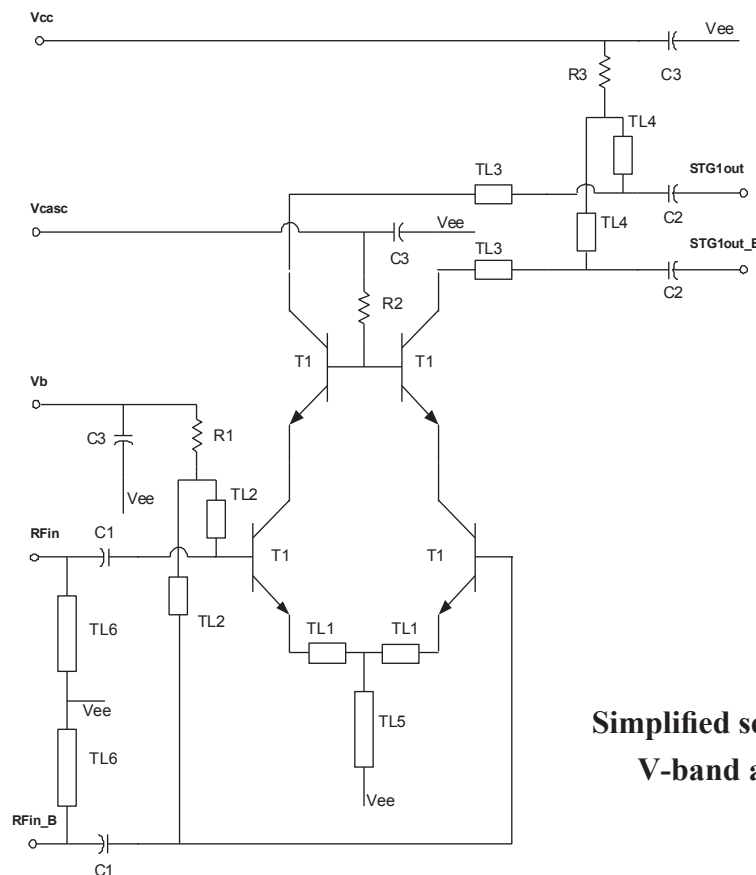 Vcc
Vee
C3
R3
TL4
STG1out
TL3
C2
Vcasc
Vee
C3
TL4
STG1out_B
TL3
C2
R2
T1
T1
Vb
C3
R1
Vee
TL2
RFin
C1
T1
T1
TL2
TL6
TL1
TL1
Vee
TL5
TL6
Vee
RFin_B
C1
Simplified
V-band